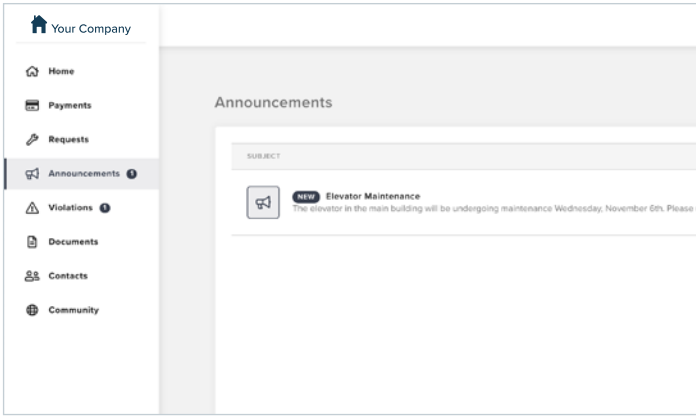 Your Company
Home
Payments
Requests
Announcements 1
Violations 1
Documents
Contacts
Community
Announcements
SUBJECT
NEW Elevator Maintenance
The elevator in the main building will be undergoing maintenance Wednesday, November 6th. Please